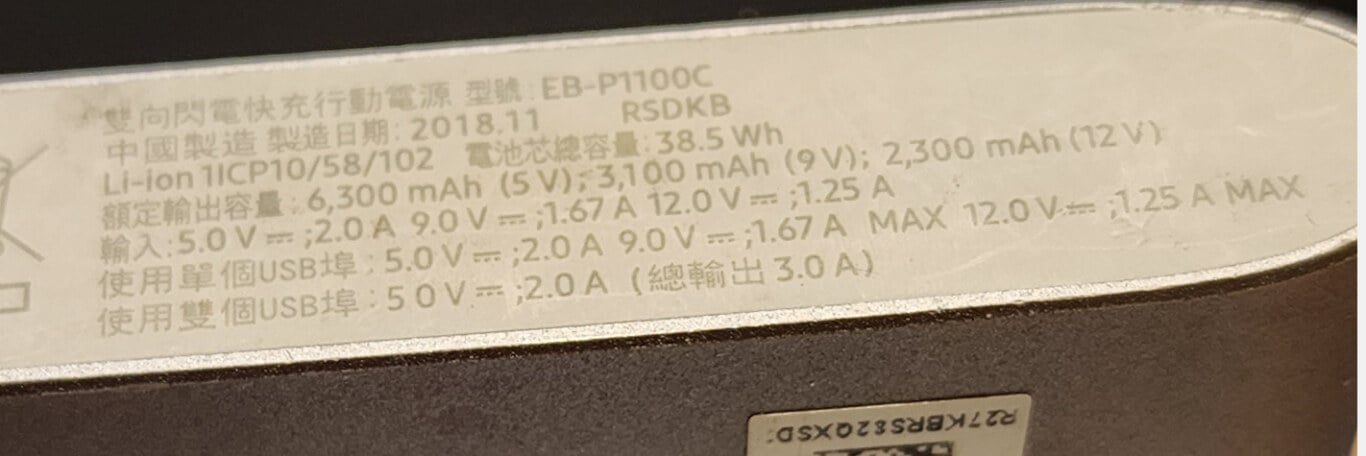 雙向閃電快充行動電源 型號: EB-P1100C
中國製造 製造日期: 2018.11 RSDKB
Li-ion 1ICP10/58/102 電池芯總容量: 38.5 Wh
額定輸出容量: 6,300 mAh (5 V); 3,100 mAh (9 V); 2,300 mAh (12 V)
輸入: 5.0 V ⎓ ;2.0 A 9.0 V ⎓ ;1.67 A 12.0 V ⎓ ;1.25 A
使用單個USB埠: 5.0 V ⎓ ;2.0 A 9.0 V ⎓ ;1.67 A MAX 12.0 V ⎓ ;1.25 A MAX
使用雙個USB埠: 5 0 V ⎓ ;2.0 A (總輸出 3.0 A)